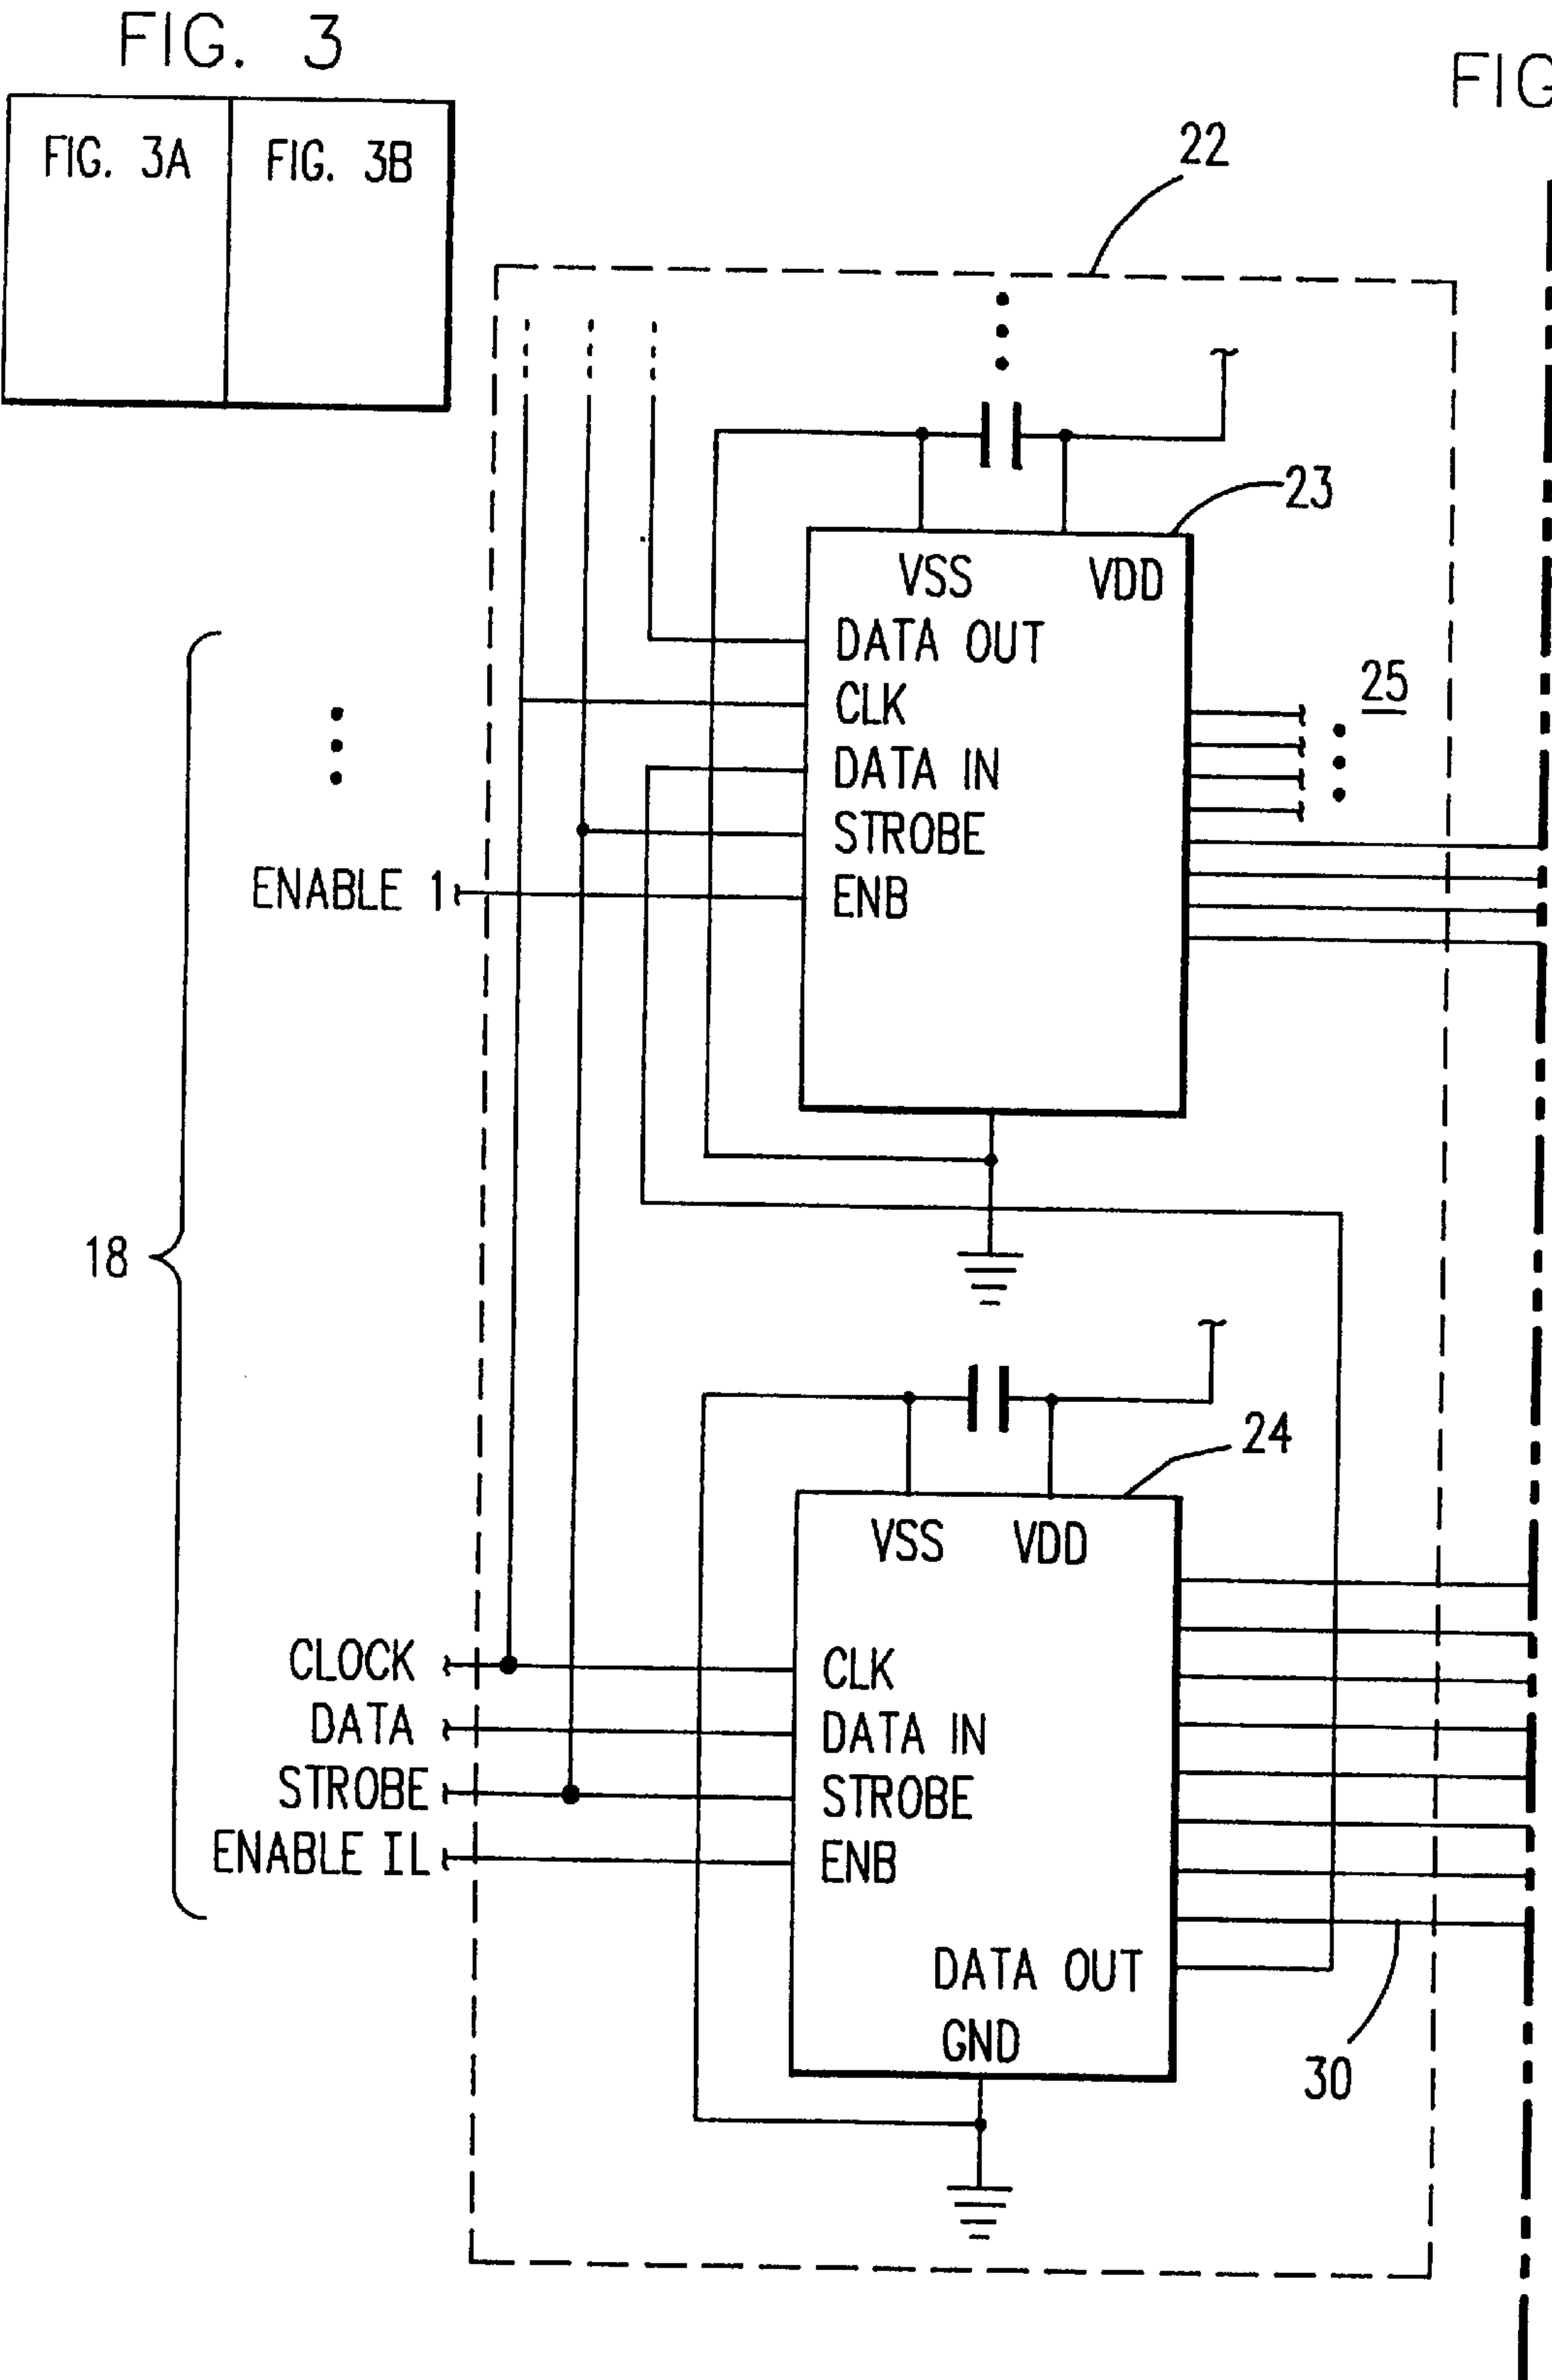 FIG. 3
FIG. 3A
FIG. 3B
FIG
22
23
VSS
VDD
DATA OUT
CLK
DATA IN
STROBE
ENB
25
ENABLE 1
18
24
VSS
VDD
CLOCK
DATA
STROBE
ENABLE IL
CLK
DATA IN
STROBE
ENB
DATA OUT
GND
30